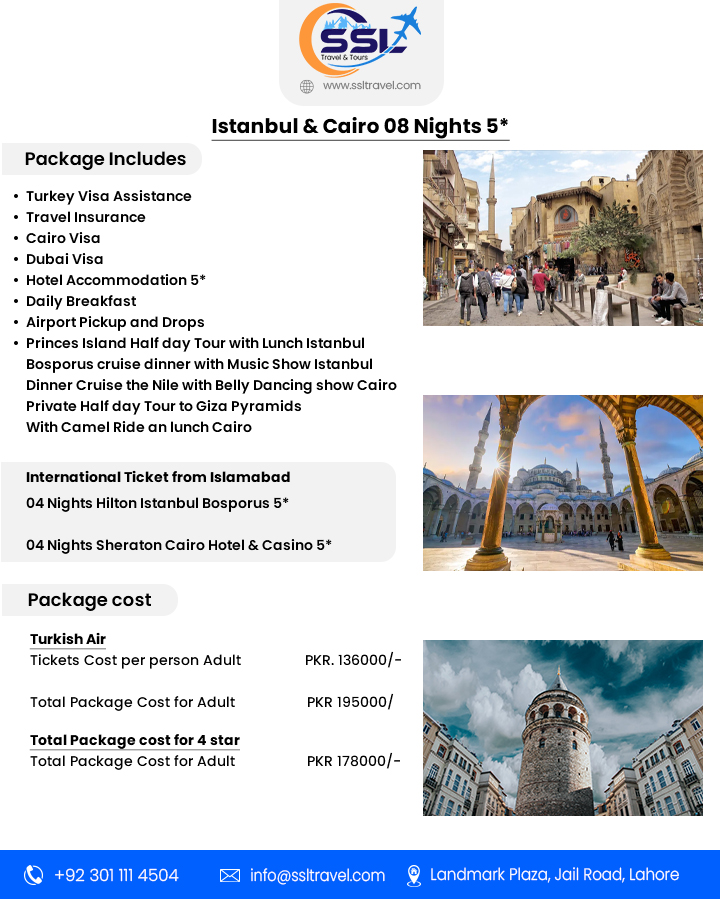 SSL
Travel & Tours
www.ssltravel.com
Istanbul & Cairo 08 Nights 5*
Package Includes
• Turkey Visa Assistance
• Travel Insurance
• Cairo Visa
• Dubai Visa
• Hotel Accommodation 5*
• Daily Breakfast
• Airport Pickup and Drops
• Princes Island Half day Tour with Lunch Istanbul
Bosporus cruise dinner with Music Show Istanbul
Dinner Cruise the Nile with Belly Dancing show Cairo
Private Half day Tour to Giza Pyramids
With Camel Ride an lunch Cairo
International Ticket from Islamabad
04 Nights Hilton Istanbul Bosporus 5*
04 Nights Sheraton Cairo Hotel & Casino 5*
Package cost
Turkish Air
Tickets Cost per person Adult PKR. 136000/-
Total Package Cost for Adult PKR 195000/
Total Package cost for 4 star
Total Package Cost for Adult PKR 178000/-
+92 301 111 4504 info@ssltravel.com Landmark Plaza, Jail Road, Lahore